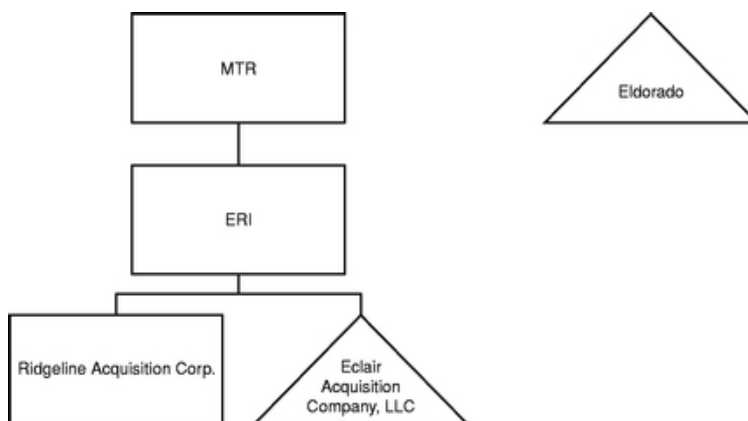 MTR
Eldorado
ERI
Ridgeline Acquisition Corp.
Eclair
Acquisition
Company, LLC